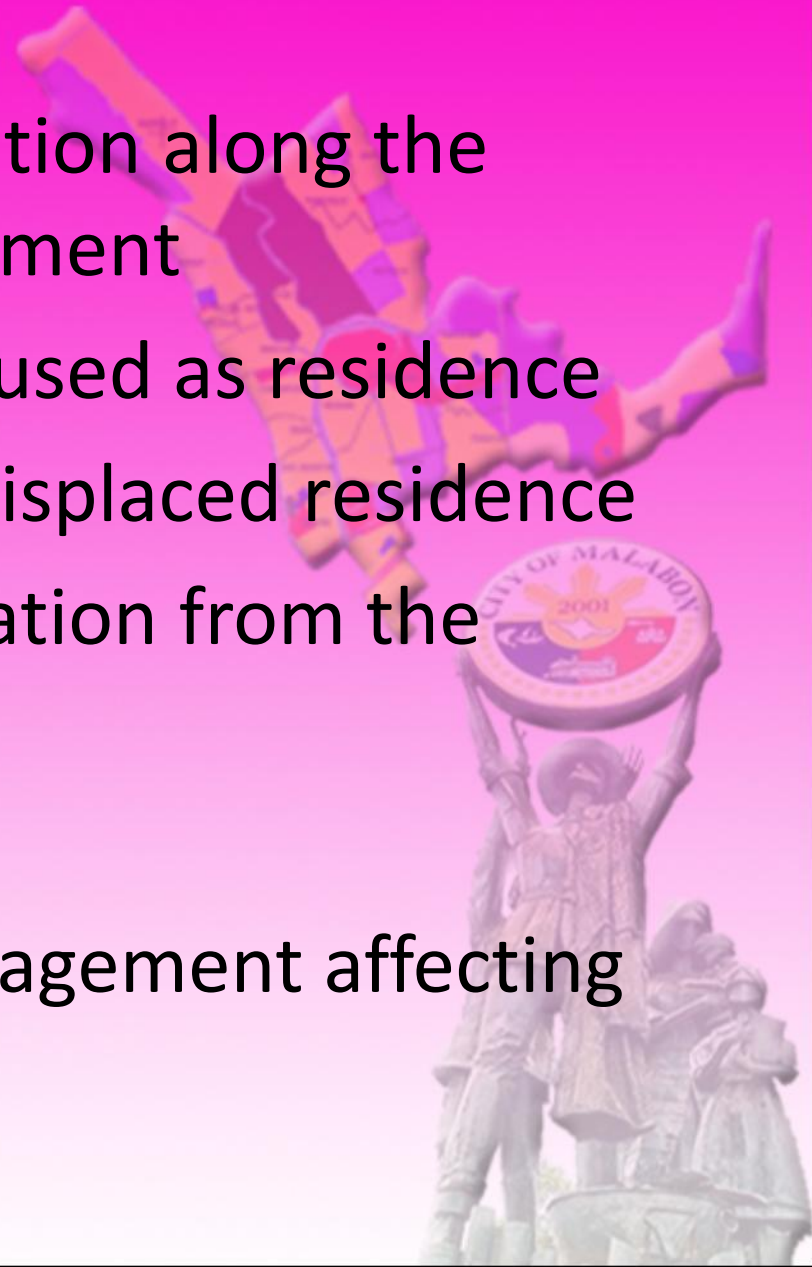 tion along the
ment
used as residence
isplaced residence
ation from the
CITY OF MALABON
2001
agement affecting